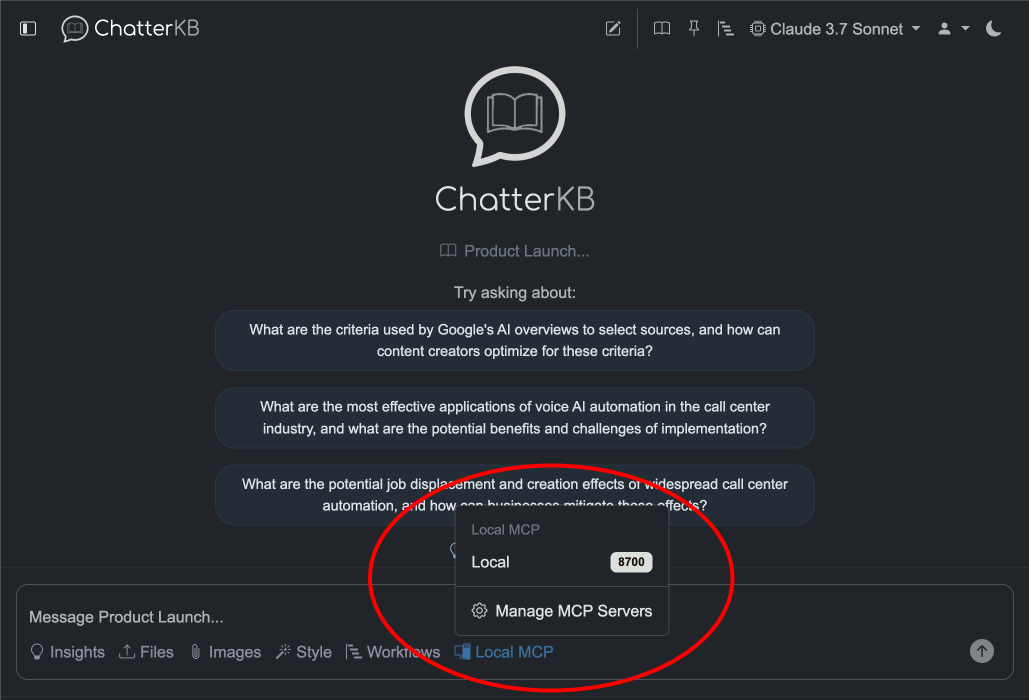 ChatterKB
Claude 3.7 Sonnet
ChatterKB
Product Launch...
Try asking about:
What are the criteria used by Google's AI overviews to select sources, and how can
content creators optimize for these criteria?
What are the most effective applications of voice AI automation in the call center
industry, and what are the potential benefits and challenges of implementation?
What are the potential job displacement and creation effects of widespread call center
automation, and how can businesses mitigate these effects?
Local MCP
Local 8700
Manage MCP Servers
Message Product Launch...
Insights Files Images Style Workflows Local MCP